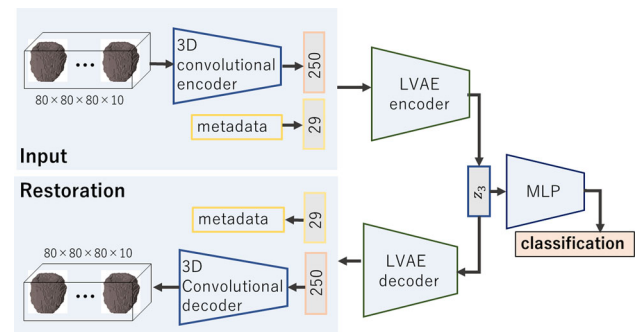 80×80×80×10
3D
convolutional
encoder
250
metadata
29
Input
LVAE
encoder
z₃
MLP
classification
Restoration
metadata
29
80×80×80×10
3D
Convolutional
decoder
250
LVAE
decoder